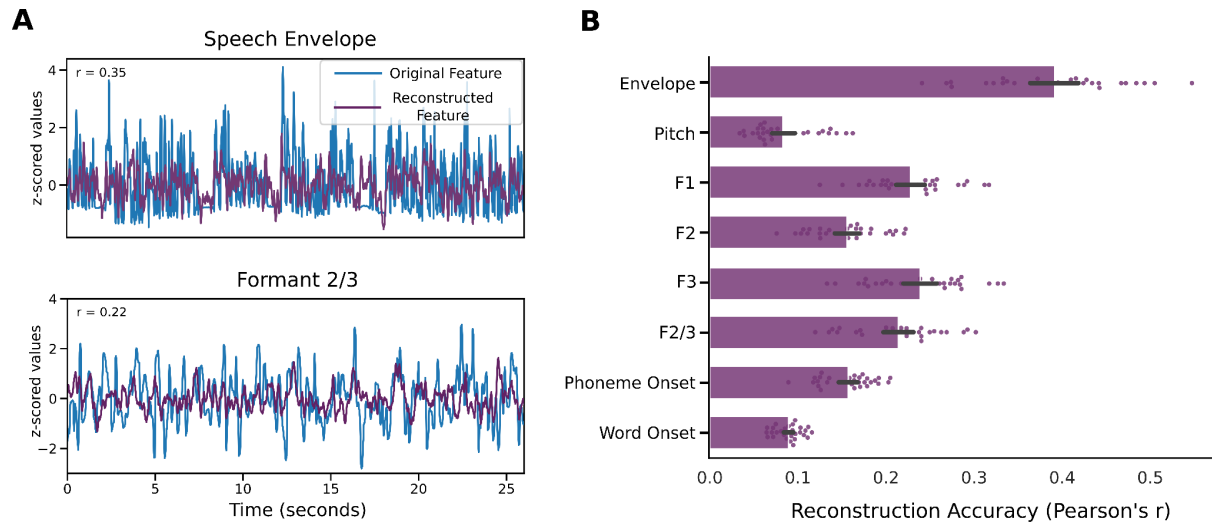 A
Speech Envelope
r = 0.35
Original Feature
Reconstructed
Feature
z-scored values
4
2
0
Formant 2/3
r = 0.22
z-scored values
4
2
0
−2
0
5
10
15
20
25
Time (seconds)
B
Envelope
Pitch
F1
F2
F3
F2/3
Phoneme Onset
Word Onset
0.0
0.1
0.2
0.3
0.4
0.5
Reconstruction Accuracy (Pearson's r)